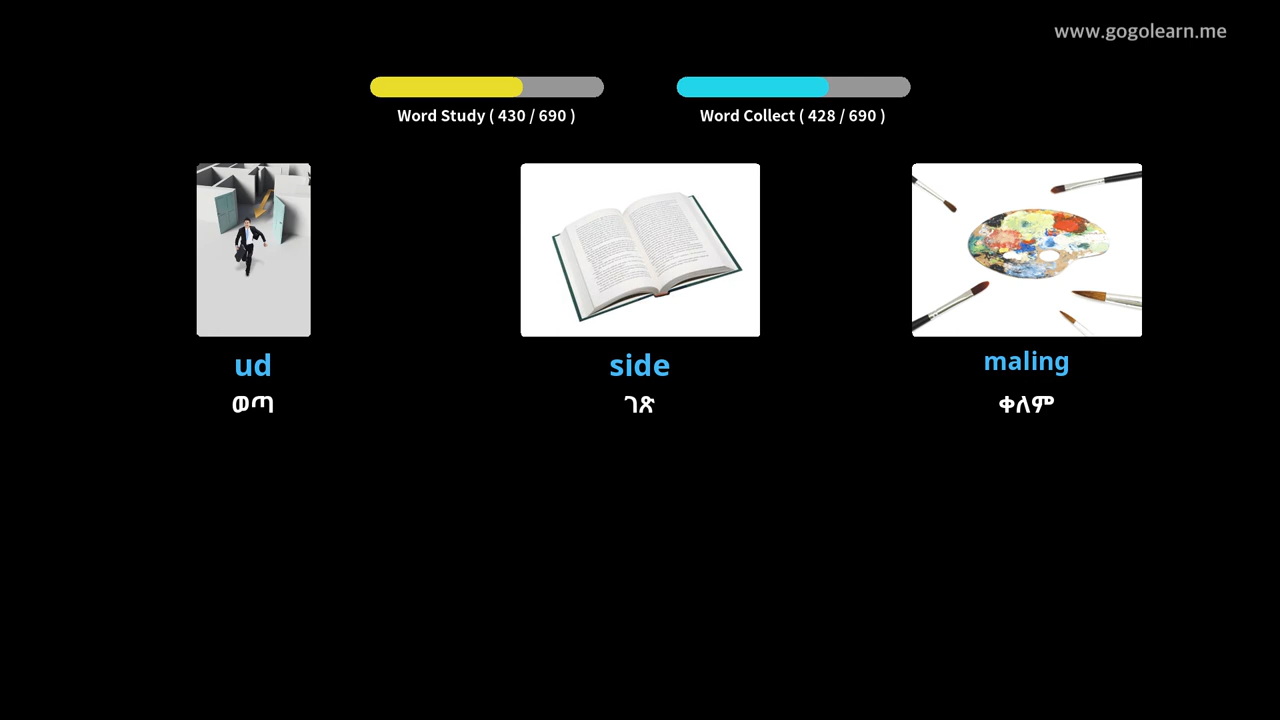 www.gogolearn.me
Word Study ( 430 / 690 )
Word Collect ( 428 / 690 )
ud
ወጣ
side
ገጽ
maling
ቀለም